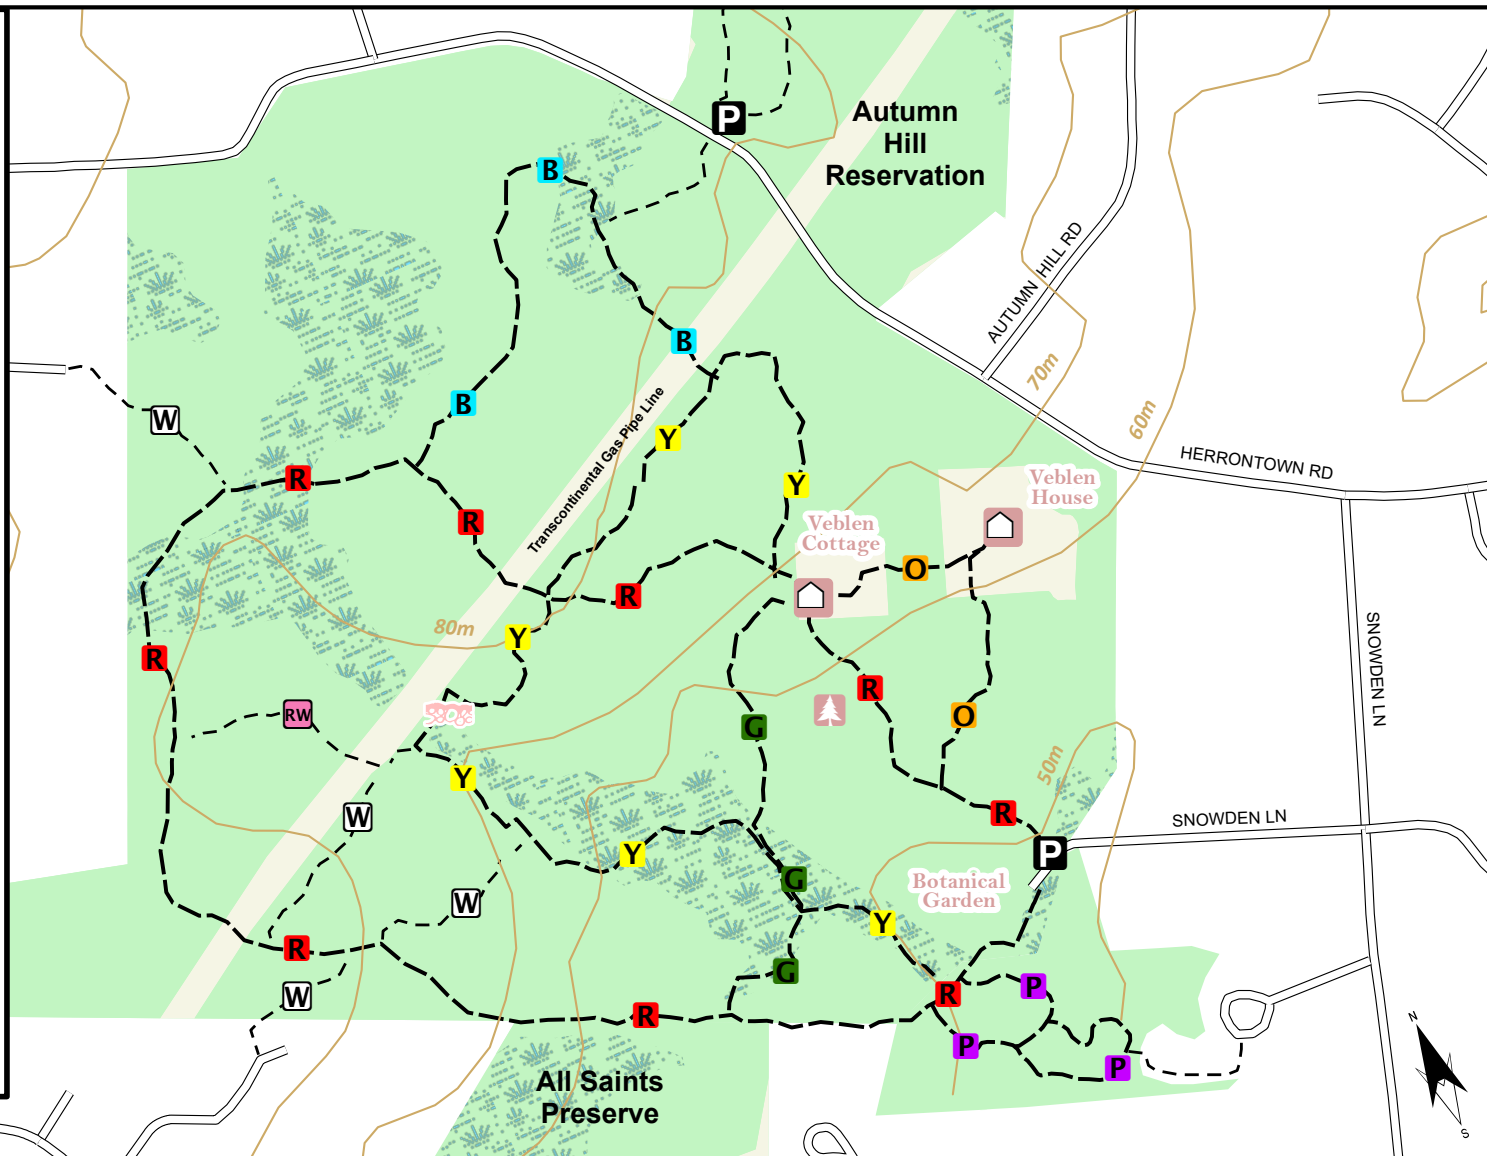 P
Autumn
Hill
Reservation
B
AUTUMN HILL RD
B
70m
B
Transcontinental Gas Pipe Line
60m
W
Y
HERRONTOWN RD
R
Y
Veblen
House
R
Veblen
Cottage
O
R
80m
Y
R
SNOWDEN LN
R
RW
G
O
50m
Y
W
R
SNOWDEN LN
Y
P
G
Botanical
Garden
W
Y
R
G
W
R
P
R
P
P
All Saints
Preserve
N
S